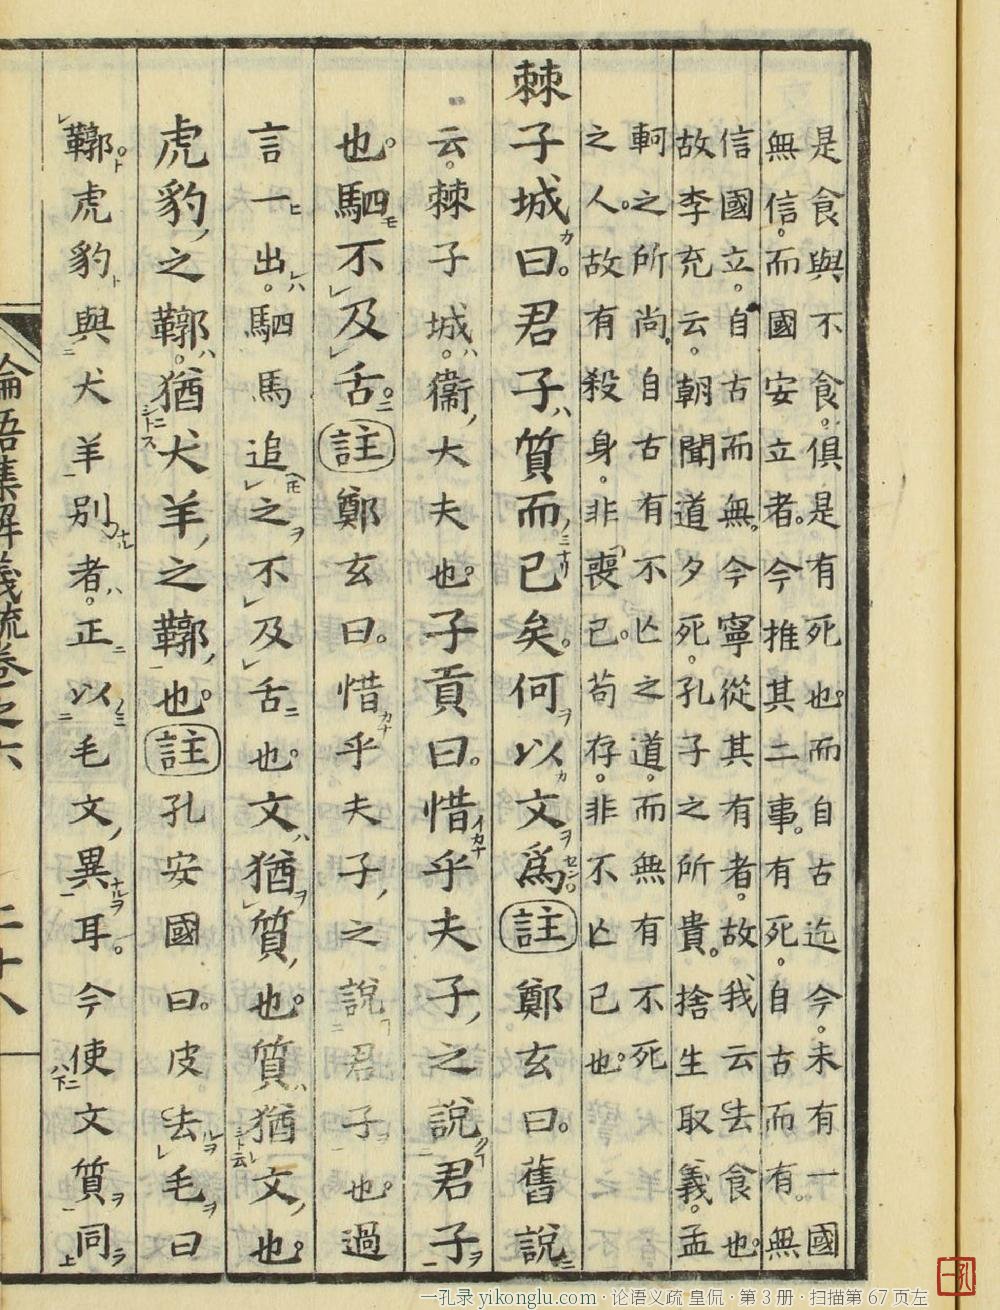 是食與不食俱是有死也而自古迄今未有一國
無信而國安立者今推其二事有死自古而有無
信國立自古而無今寧從其有者故我云去食也
故李充云朝聞道夕死孔子之所貴捨生取義孟
軻之所尚自古有不亾之道而無有不死
之人故有殺身非喪已茍存非不亾己也
棘子城曰君子質而已矣何以文爲註鄭玄曰舊說
云棘子城衞大夫也子貢曰惜乎夫子之說君子
也駟不及舌註鄭玄曰惜乎夫子之說君子也過
言一出駟馬追之不及舌也文猶質也質猶文也
虎豹之鞹猶犬羊之鞹也註孔安國曰皮去毛曰
鞹虎豹與犬羊別者正以毛文異耳今使文質同
論語集解義疏卷之六 二十八
一孔录 yikonglu.com · 论语义疏 皇侃 · 第 3 册 · 扫描第 67 页左